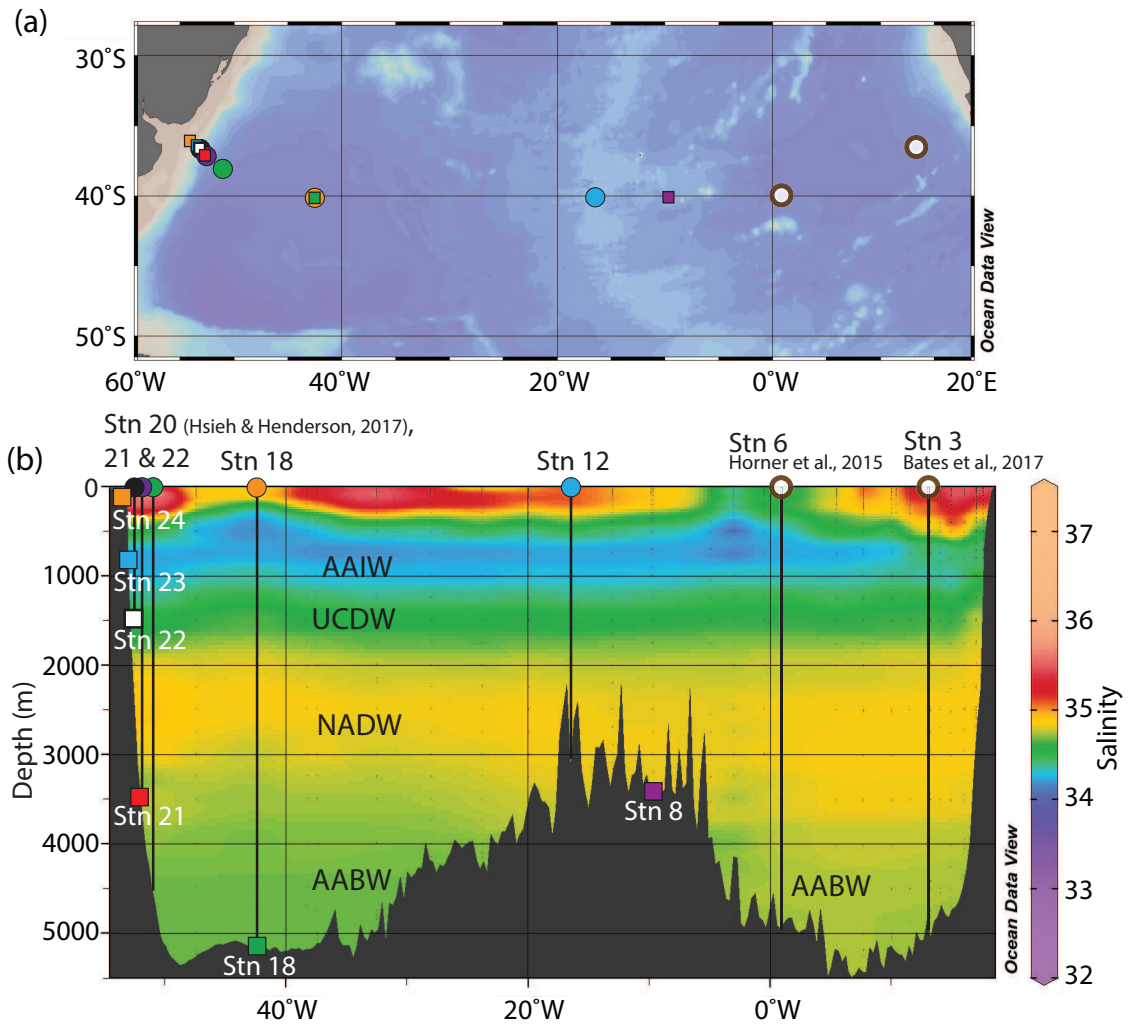 (a)
30°S
40°S
50°S
60°W
40°W
20°W
0°W
20°E
Ocean Data View
Stn 20 (Hsieh & Henderson, 2017),
21 & 22
Stn 18
Stn 12
Stn 6
Horner et al., 2015
Stn 3
Bates et al., 2017
(b)
0
1000
2000
3000
4000
5000
Depth (m)
Stn 24
Stn 23
Stn 22
Stn 21
Stn 18
Stn 8
AAIW
UCDW
NADW
AABW
AABW
40°W
20°W
0°W
Ocean Data View
37
36
35
34
33
32
Salinity